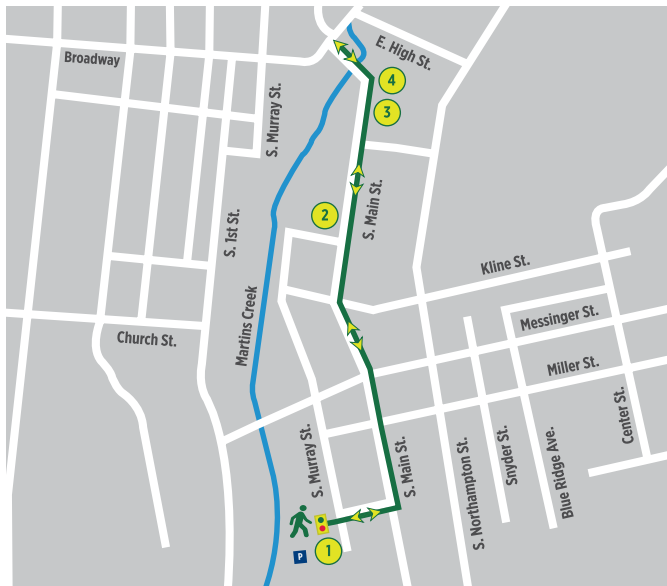 E. High St.
Broadway
4
S. Murray St.
3
2
S. Main St.
S. 1st St.
Kline St.
Martins Creek
Messinger St.
Church St.
Miller St.
Center St.
S. Murray St.
S. Main St.
S. Northampton St.
Snyder St.
Blue Ridge Ave.
P
1